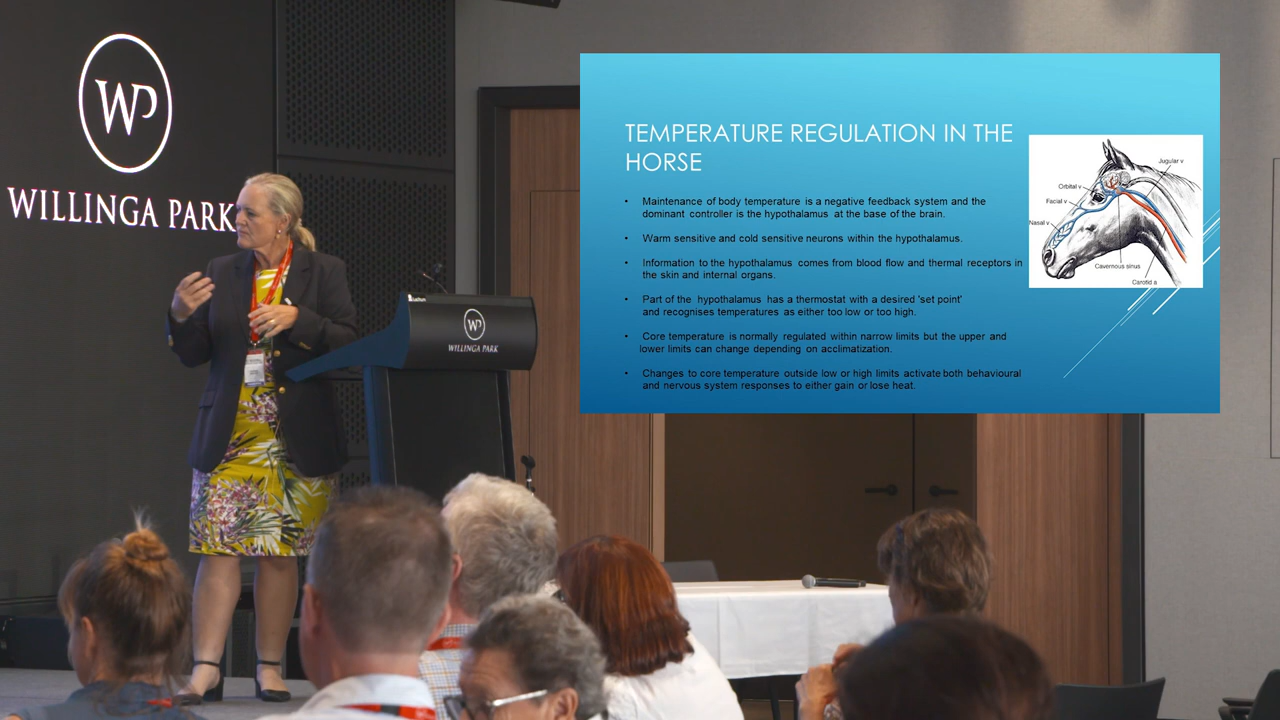 WP
WILLINGA PARK
WP
WILLINGA PARK
TEMPERATURE REGULATION IN THE
HORSE
• Maintenance of body temperature is a negative feedback system and the
dominant controller is the hypothalamus at the base of the brain.
• Warm sensitive and cold sensitive neurons within the hypothalamus.
• Information to the hypothalamus comes from blood flow and thermal receptors in
the skin and internal organs.
• Part of the hypothalamus has a thermostat with a desired 'set point'
and recognises temperatures as either too low or too high.
• Core temperature is normally regulated within narrow limits but the upper and
lower limits can change depending on acclimatization.
• Changes to core temperature outside low or high limits activate both behavioural
and nervous system responses to either gain or lose heat.
Jugular v
Orbital v
Facial v
Nasal v
Cavernous sinus
Carotid a